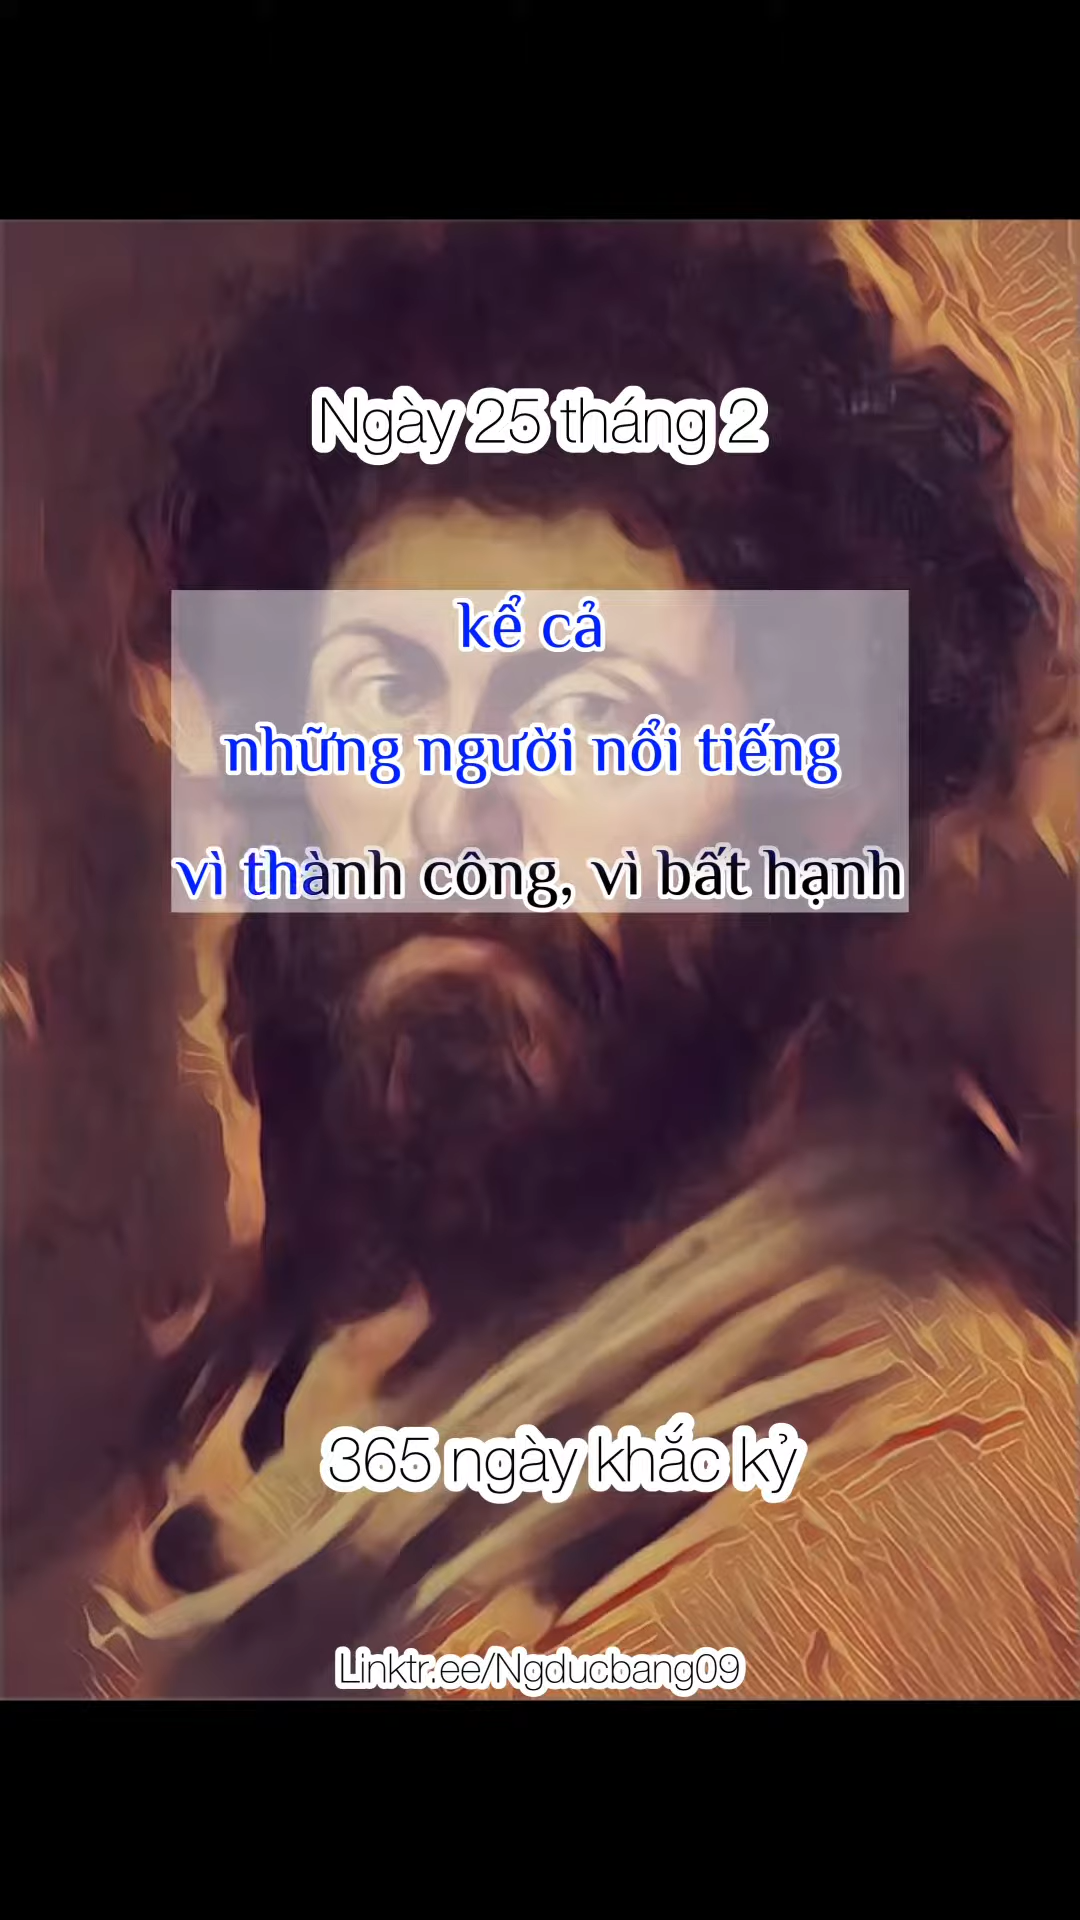 Ngày 25 tháng 2
kể cả
những người nổi tiếng
vì thành công, vì bất hạnh
365 ngày khắc kỷ
Linktr.ee/Ngducbang09